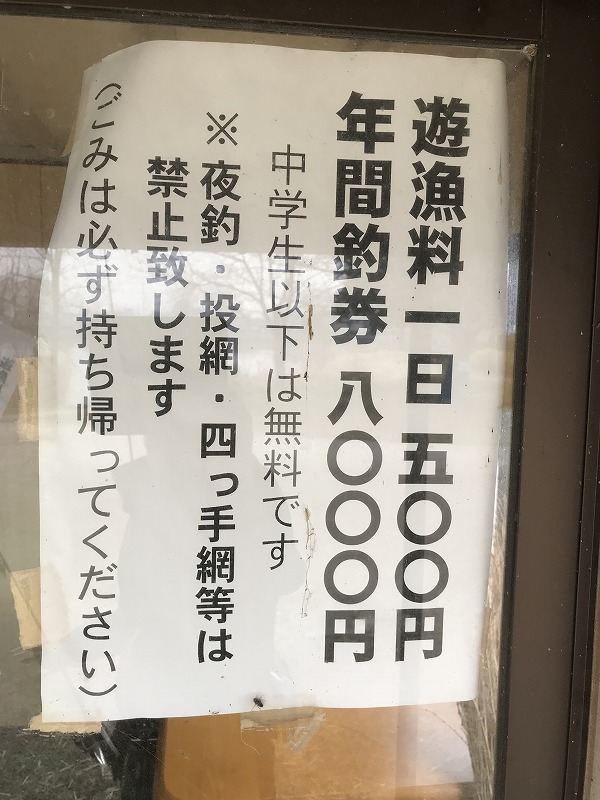 遊漁料一日 五〇〇円
年間釣券 八〇〇〇円
中学生以下は無料です
※夜釣・投網・四っ手網等は
禁止致します
（ごみは必ず持ち帰ってください）